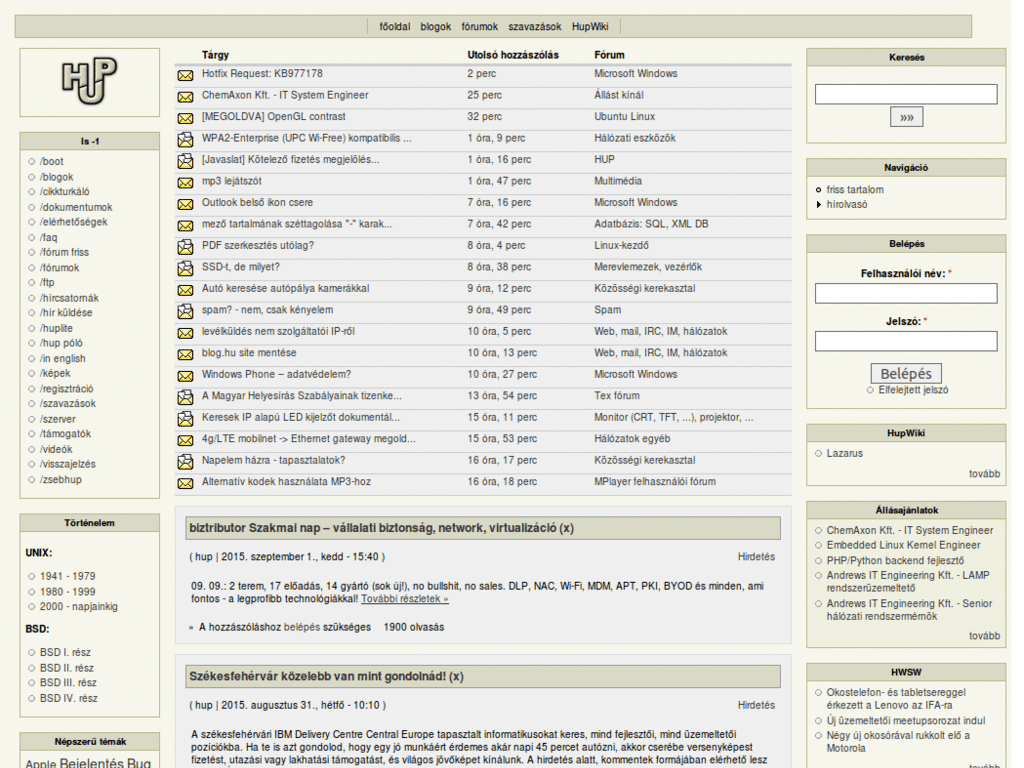 főoldal blogok fórumok szavazások HupWiki
HUP
ls -1
/boot
/blogok
/cikkturkáló
/dokumentumok
/elérhetőségek
/faq
/fórum friss
/fórumok
/ftp
/hírcsatornák
/hír küldése
/huplite
/hup póló
/in english
/képek
/regisztráció
/szavazások
/szerver
/támogatók
/videók
/visszajelzés
/zsebhup
Történelem
UNIX:
1941 - 1979
1980 - 1999
2000 - napjainkig
BSD:
BSD I. rész
BSD II. rész
BSD III. rész
BSD IV. rész
Népszerű témák
Apple Bejelentés Bug
Tárgy Utolsó hozzászólás Fórum
Hotfix Request: KB977178 2 perc Microsoft Windows
ChemAxon Kft. - IT System Engineer 25 perc Állást kínál
[MEGOLDVA] OpenGL contrast 32 perc Ubuntu Linux
WPA2-Enterprise (UPC Wi-Free) kompatibilis ... 1 óra, 9 perc Hálózati eszközök
[Javaslat] Kötelező fizetés megjelölés... 1 óra, 16 perc HUP
mp3 lejátszót 1 óra, 47 perc Multimédia
Outlook belső ikon csere 7 óra, 16 perc Microsoft Windows
mező tartalmának széttagolása "-" karak... 7 óra, 42 perc Adatbázis: SQL, XML DB
PDF szerkesztés utólag? 8 óra, 4 perc Linux-kezdő
SSD-t, de milyet? 8 óra, 38 perc Merevlemezek, vezérlők
Autó keresése autópálya kamerákkal 9 óra, 12 perc Közösségi kerekasztal
spam? - nem, csak kényelem 9 óra, 49 perc Spam
levélküldés nem szolgáltatói IP-ről 10 óra, 5 perc Web, mail, IRC, IM, hálózatok
blog.hu site mentése 10 óra, 13 perc Web, mail, IRC, IM, hálózatok
Windows Phone – adatvédelem? 10 óra, 27 perc Microsoft Windows
A Magyar Helyesírás Szabályainak tizenke... 13 óra, 54 perc Tex fórum
Keresek IP alapú LED kijelzőt dokumentál... 15 óra, 11 perc Monitor (CRT, TFT, ...), projektor, ...
4g/LTE mobilnet -> Ethernet gateway megold... 15 óra, 53 perc Hálózatok egyéb
Napelem házra - tapasztalatok? 16 óra, 17 perc Közösségi kerekasztal
Alternatív kodek használata MP3-hoz 16 óra, 18 perc MPlayer felhasználói fórum
biztributor Szakmai nap – vállalati biztonság, network, virtualizáció (x)
( hup | 2015. szeptember 1., kedd - 15:40 ) Hirdetés
09. 09.: 2 terem, 17 előadás, 14 gyártó (sok új!), no bullshit, no sales. DLP, NAC, Wi-Fi, MDM, APT, PKI, BYOD és minden, ami
fontos - a legprofibb technológiákkal! További részletek »
» A hozzászóláshoz belépés szükséges 1900 olvasás
Székesfehérvár közelebb van mint gondolnád! (x)
( hup | 2015. augusztus 31., hétfő - 10:10 ) Hirdetés
A székesfehérvári IBM Delivery Centre Central Europe tapasztalt informatikusokat keres, mind fejlesztői, mind üzemeltetői
pozíciókba. Ha te is azt gondolod, hogy egy jó munkáért érdemes akár napi 45 percet autózni, akkor cserébe versenyképest
fizetést, utazási vagy lakhatási támogatást, és világos jövőképet kínálunk. A hirdetés alatt, kommentek formájában elérhető lesz
Keresés
»»
Navigáció
friss tartalom
hírolvasó
Belépés
Felhasználói név: *
Jelszó: *
Belépés
Elfelejtett jelszó
HupWiki
Lazarus
tovább
Állásajánlatok
ChemAxon Kft. - IT System Engineer
Embedded Linux Kernel Engineer
PHP/Python backend fejlesztő
Andrews IT Engineering Kft. - LAMP
rendszerüzemeltető
Andrews IT Engineering Kft. - Senior
hálózati rendszermérnök
tovább
HWSW
Okostelefon- és tabletsereggel
érkezett a Lenovo az IFA-ra
Új üzemeltetői meetupsorozat indul
Négy új okosórával rukkolt elő a
Motorola
tovább